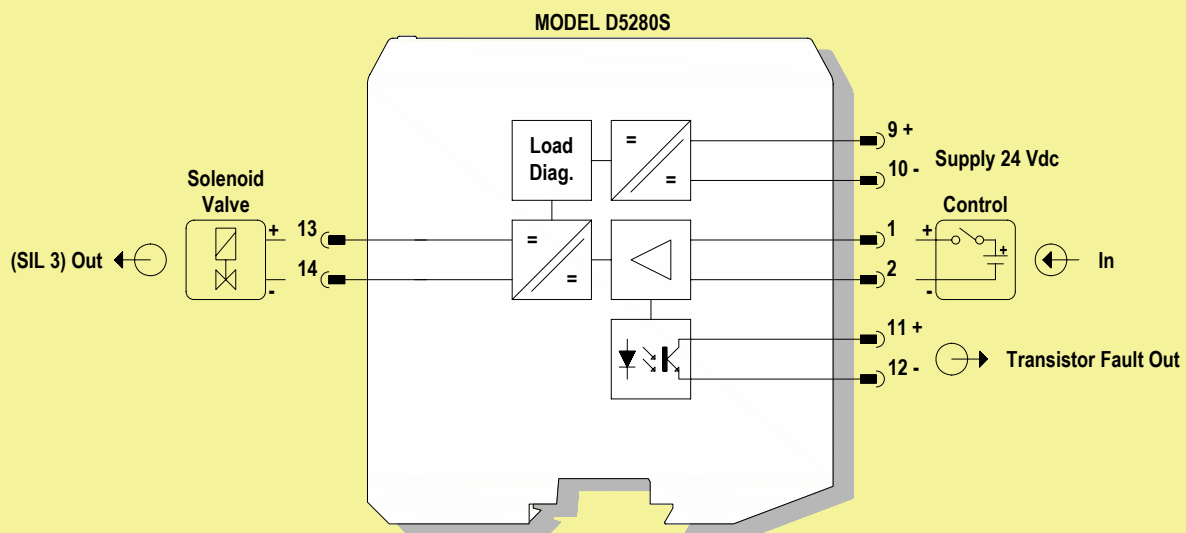 MODEL D5280S
Load
Diag.
=
=
9 +
10 -
Supply 24 Vdc
Solenoid
Valve
+
-
13
14
(SIL 3) Out
=
=
1
2
Control
+
-
+
In
11 +
12 -
Transistor Fault Out